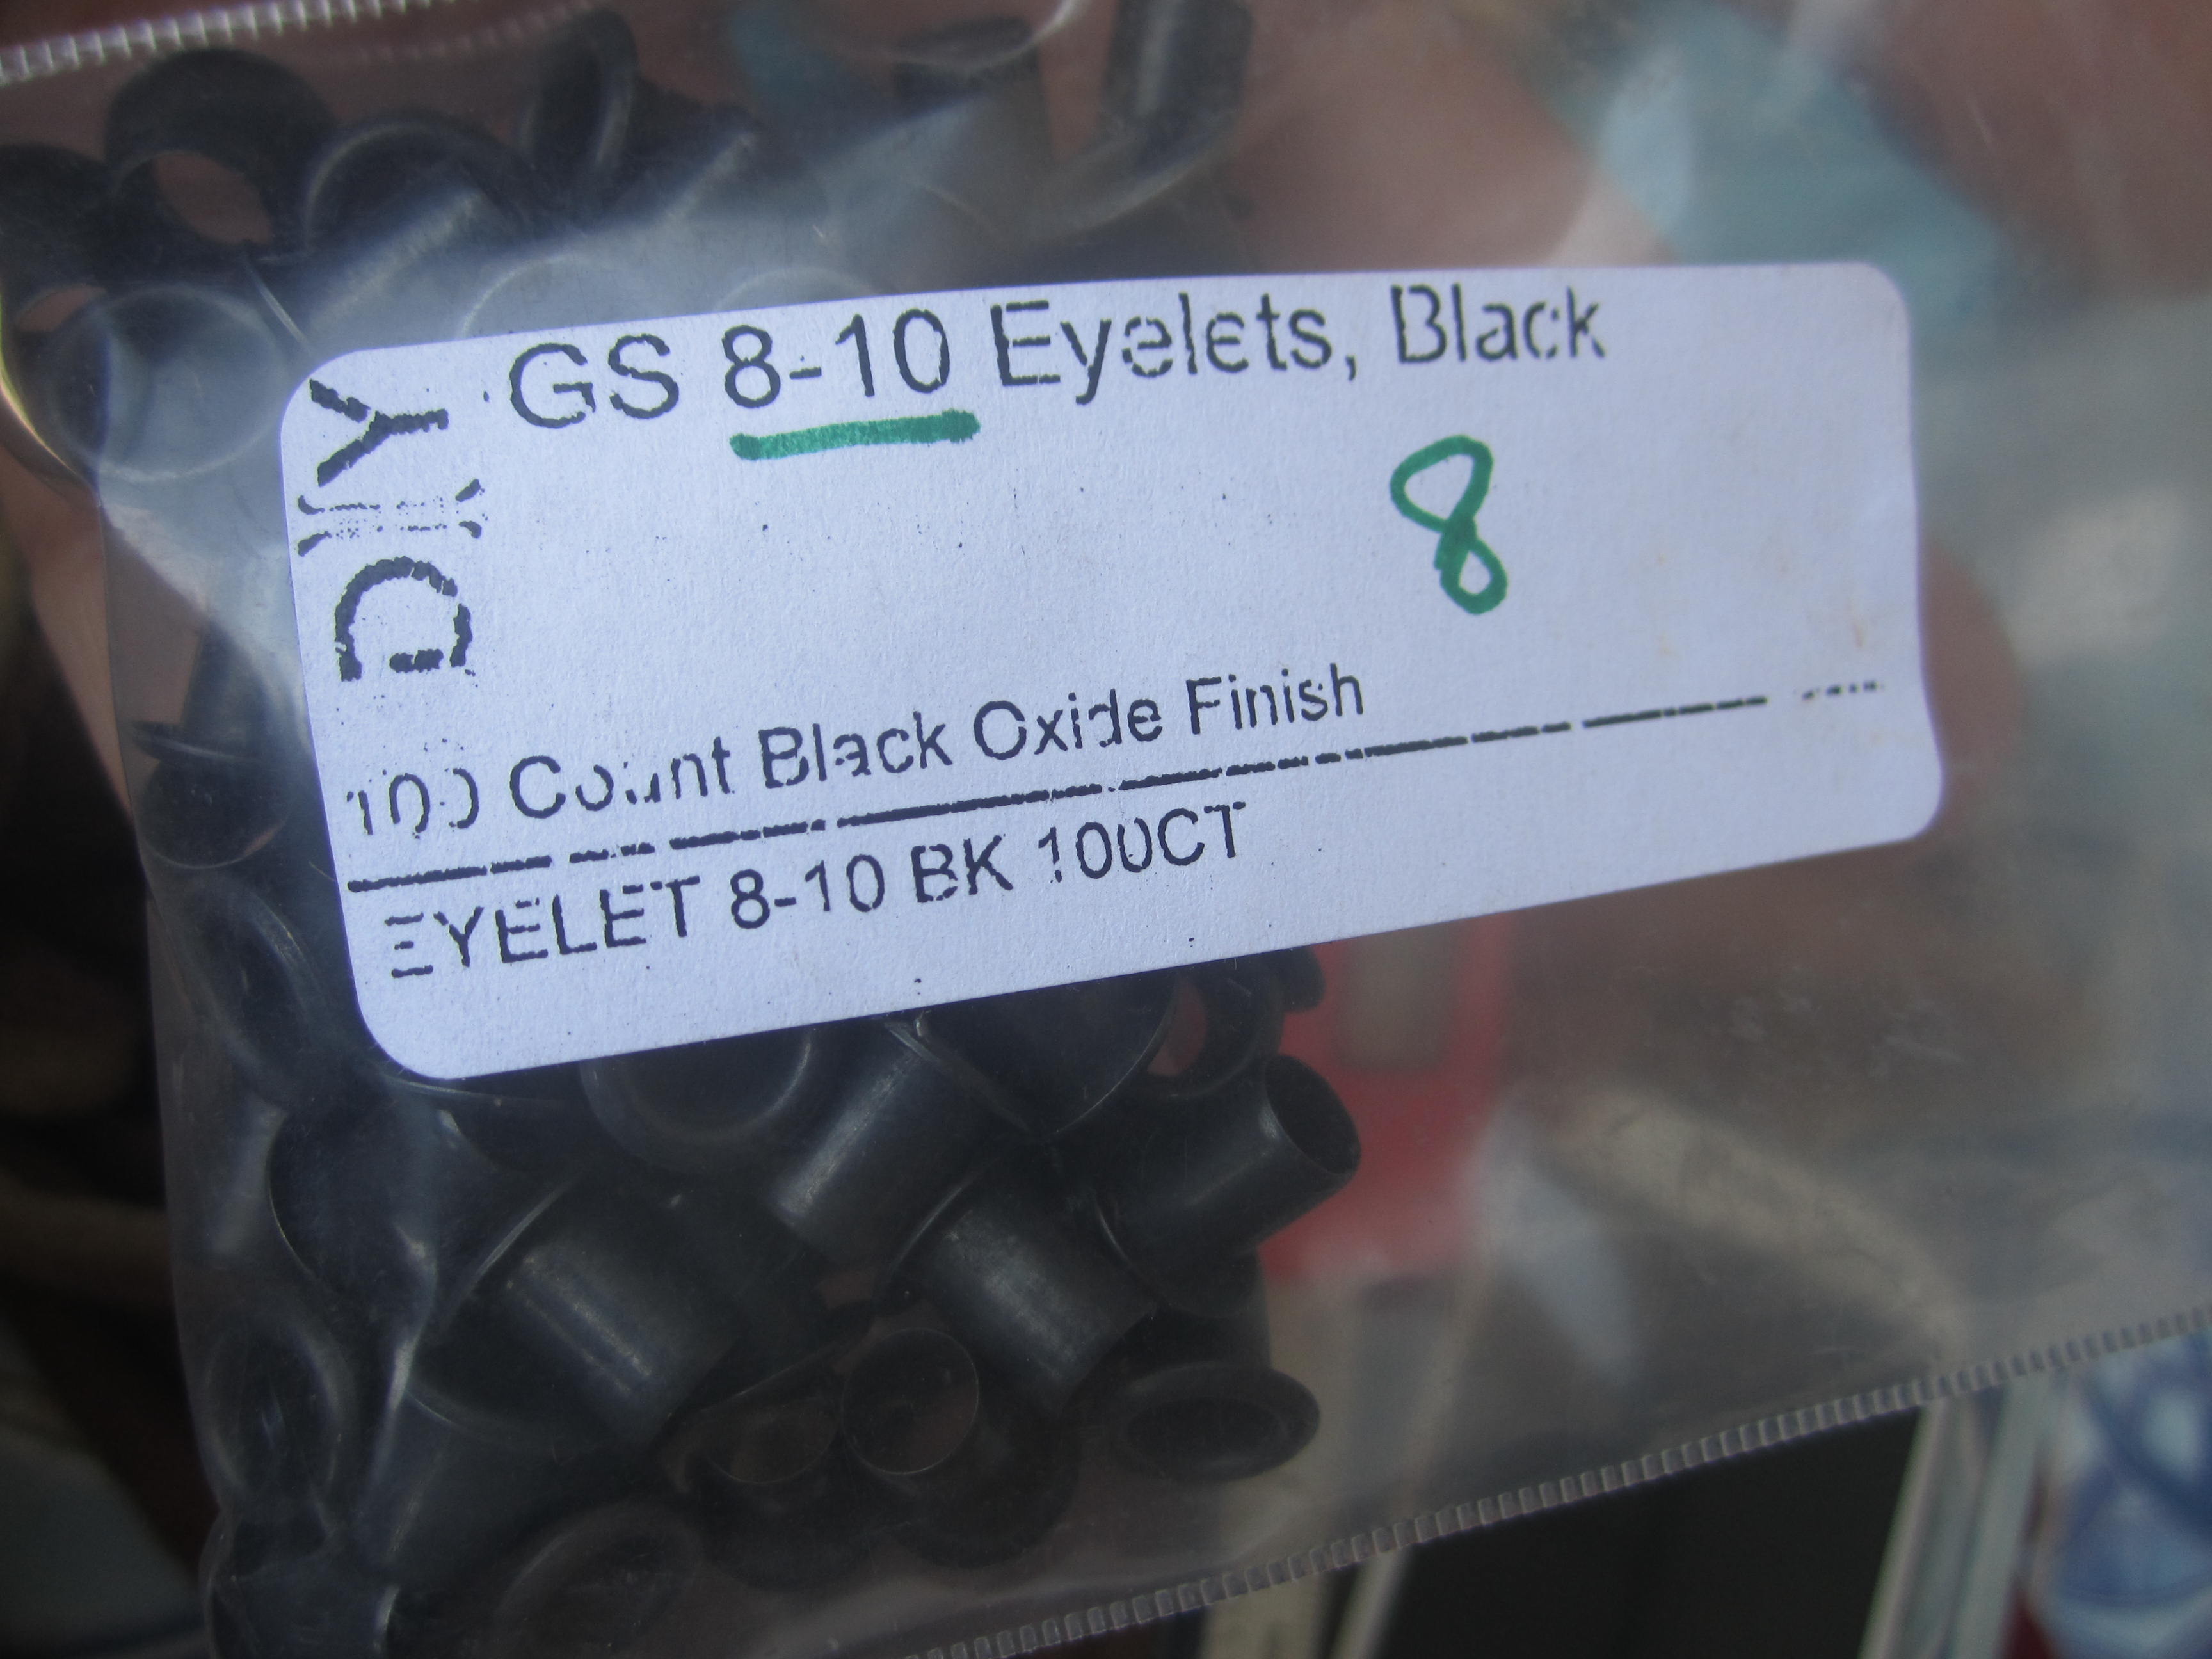 DIY
GS 8-10 Eyelets, Black
8
100 Count Black Oxide Finish
EYELET 8-10 BK 100CT